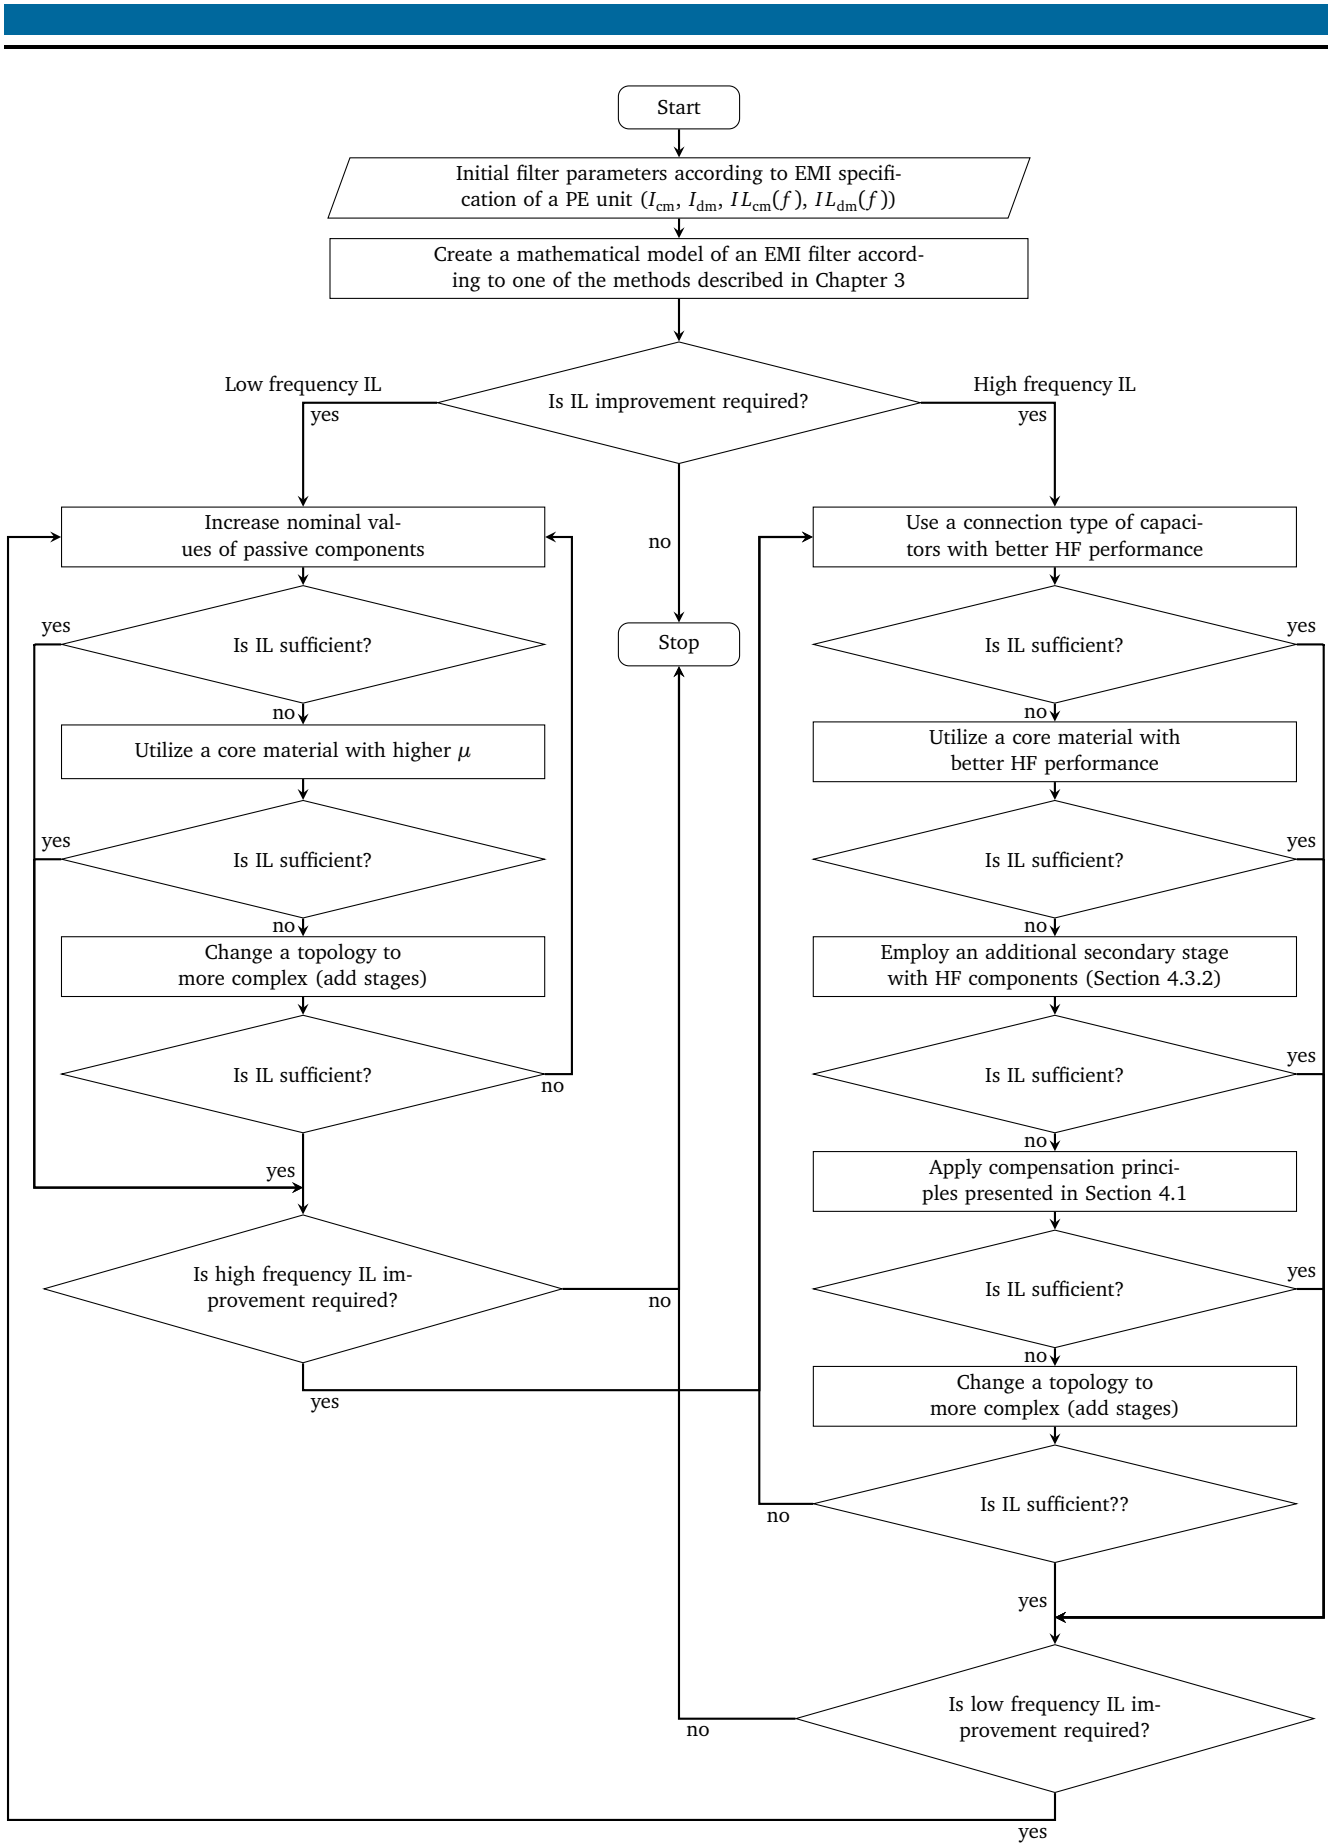 Start
Initial filter parameters according to EMI specifi-
cation of a PE unit (I_cm, I_dm, IL_cm(f), IL_dm(f))
Create a mathematical model of an EMI filter accord-
ing to one of the methods described in Chapter 3
Is IL improvement required?
Low frequency IL
yes
High frequency IL
yes
no
Stop
Increase nominal val-
ues of passive components
Is IL sufficient?
yes
no
Utilize a core material with higher μ
Is IL sufficient?
yes
no
Change a topology to
more complex (add stages)
Is IL sufficient?
no
yes
Is high frequency IL im-
provement required?
no
yes
Use a connection type of capaci-
tors with better HF performance
Is IL sufficient?
yes
no
Utilize a core material with
better HF performance
Is IL sufficient?
yes
no
Employ an additional secondary stage
with HF components (Section 4.3.2)
Is IL sufficient?
yes
no
Apply compensation princi-
ples presented in Section 4.1
Is IL sufficient?
yes
no
Change a topology to
more complex (add stages)
Is IL sufficient??
no
yes
Is low frequency IL im-
provement required?
no
yes